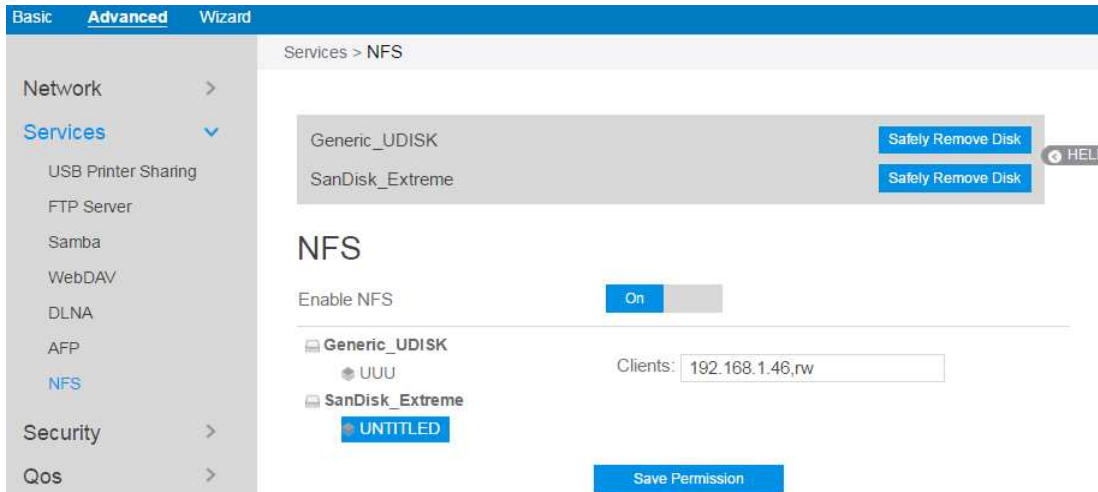 Basic Advanced Wizard
Services > NFS
Network
Services
USB Printer Sharing
FTP Server
Samba
WebDAV
DLNA
AFP
NFS
Security
Qos
Generic_UDISK Safely Remove Disk
SanDisk_Extreme Safely Remove Disk
HEL
NFS
Enable NFS On
Generic_UDISK
UUU
SanDisk_Extreme
UNTITLED
Clients: 192.168.1.46,rw
Save Permission